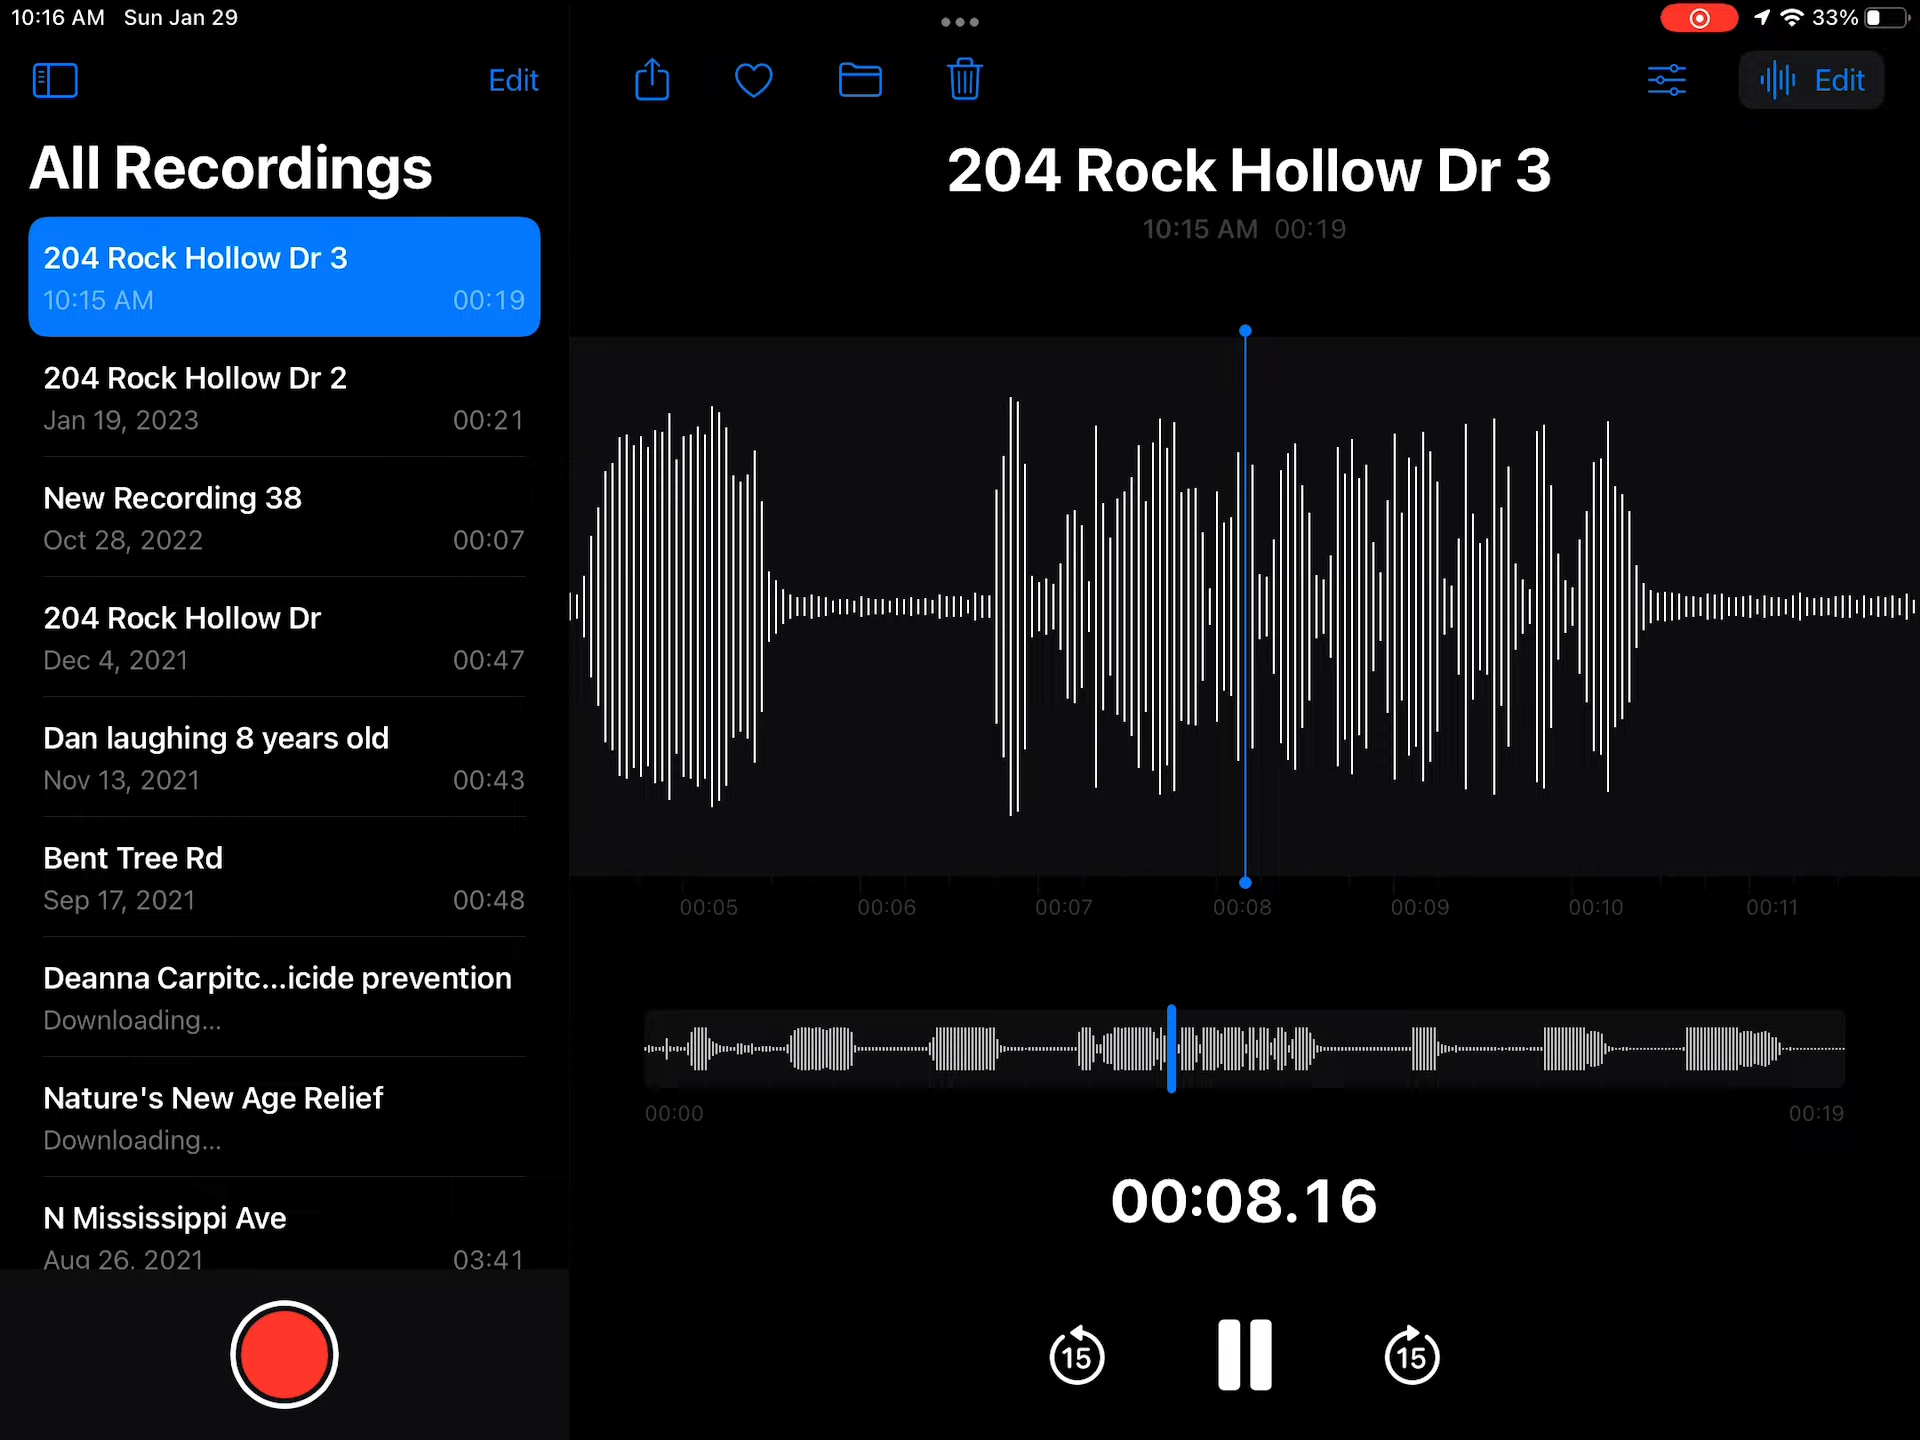 10:16 AM Sun Jan 29
33%
Edit
Edit
All Recordings
204 Rock Hollow Dr 3
10:15 AM 00:19
204 Rock Hollow Dr 2
Jan 19, 2023 00:21
New Recording 38
Oct 28, 2022 00:07
204 Rock Hollow Dr
Dec 4, 2021 00:47
Dan laughing 8 years old
Nov 13, 2021 00:43
Bent Tree Rd
Sep 17, 2021 00:48
Deanna Carpitc...icide prevention
Downloading...
Nature's New Age Relief
Downloading...
N Mississippi Ave
Aug 26, 2021 03:41
204 Rock Hollow Dr 3
10:15 AM 00:19
00:05 00:06 00:07 00:08 00:09 00:10 00:11
00:00 00:19
00:08.16
15 15